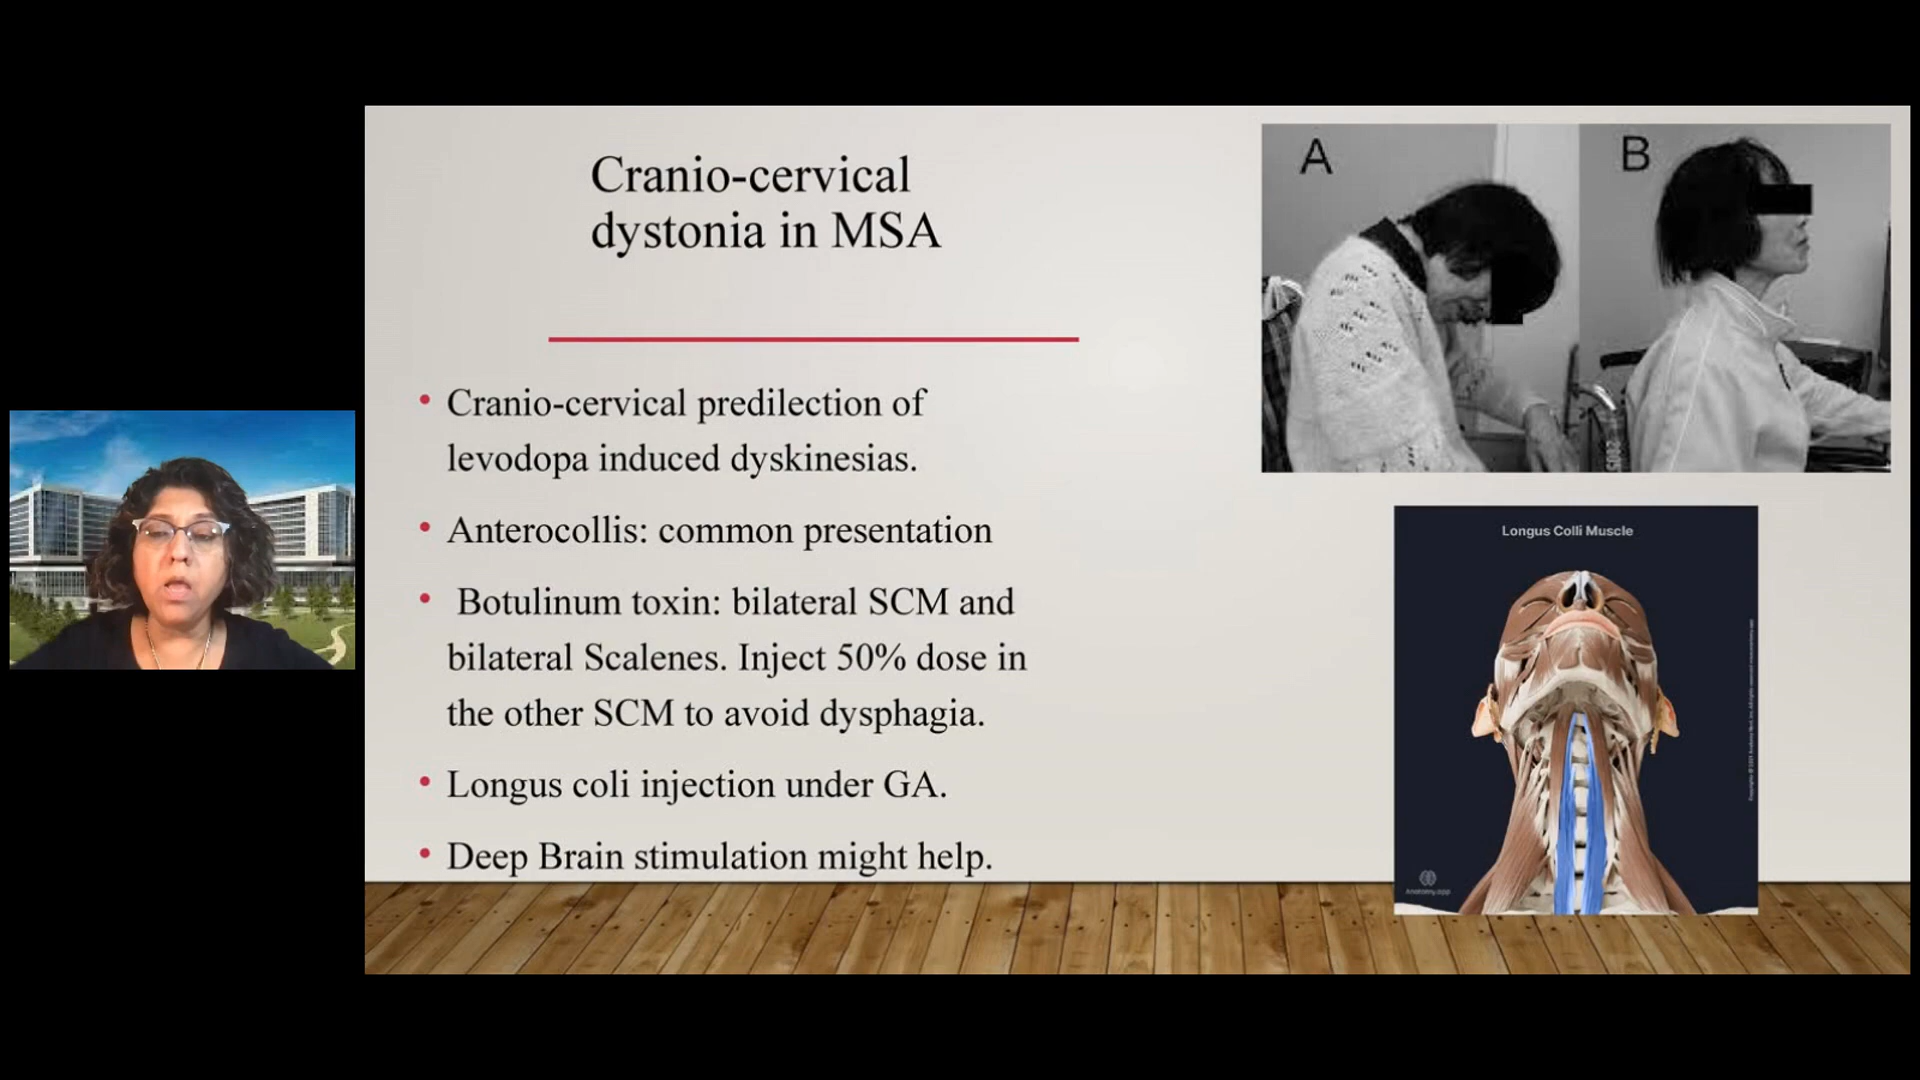 Cranio-cervical
dystonia in MSA
• Cranio-cervical predilection of
levodopa induced dyskinesias.
• Anterocollis: common presentation
• Botulinum toxin: bilateral SCM and
bilateral Scalenes. Inject 50% dose in
the other SCM to avoid dysphagia.
• Longus coli injection under GA.
• Deep Brain stimulation might help.
A
B
Longus Colli Muscle
Anatomy.app